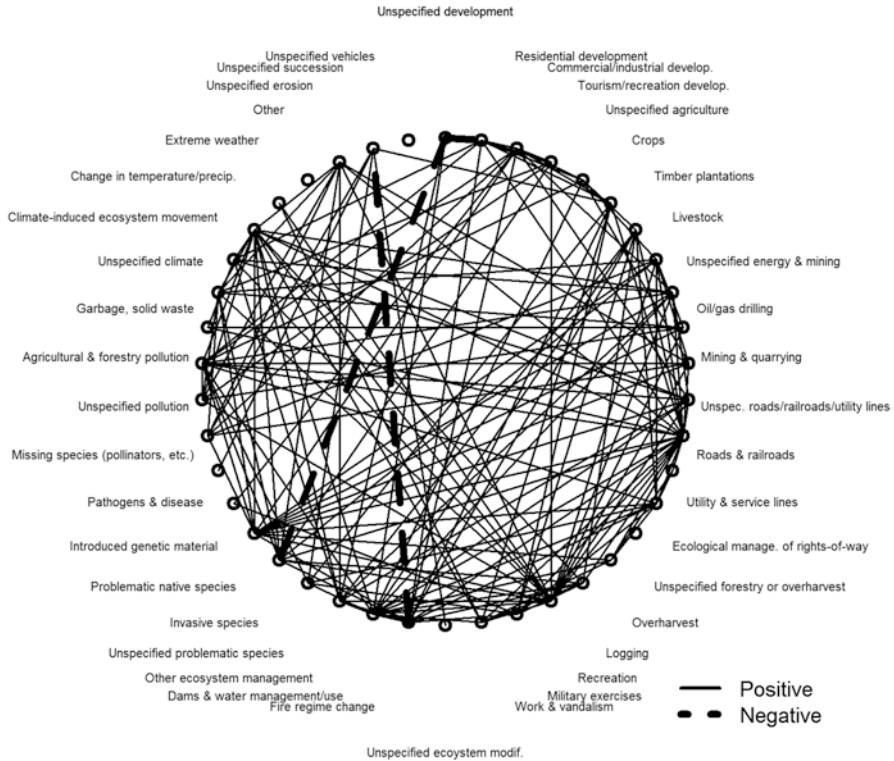 Unspecified development
Unspecified vehicles
Residential development
Unspecified succession
Commercial/industrial develop.
Unspecified erosion
Tourism/recreation develop.
Other
Unspecified agriculture
Extreme weather
Crops
Change in temperature/precip.
Timber plantations
Climate-induced ecosystem movement
Livestock
Unspecified climate
Unspecified energy & mining
Garbage, solid waste
Oil/gas drilling
Agricultural & forestry pollution
Mining & quarrying
Unspecified pollution
Unspec. roads/railroads/utility lines
Missing species (pollinators, etc.)
Roads & railroads
Pathogens & disease
Utility & service lines
Introduced genetic material
Ecological manage. of rights-of-way
Problematic native species
Unspecified forestry or overharvest
Invasive species
Overharvest
Unspecified problematic species
Logging
Other ecosystem management
Recreation
Dams & water management/use
Military exercises
Fire regime change
Work & vandalism
Positive
Negative
Unspecified ecoystem modif.